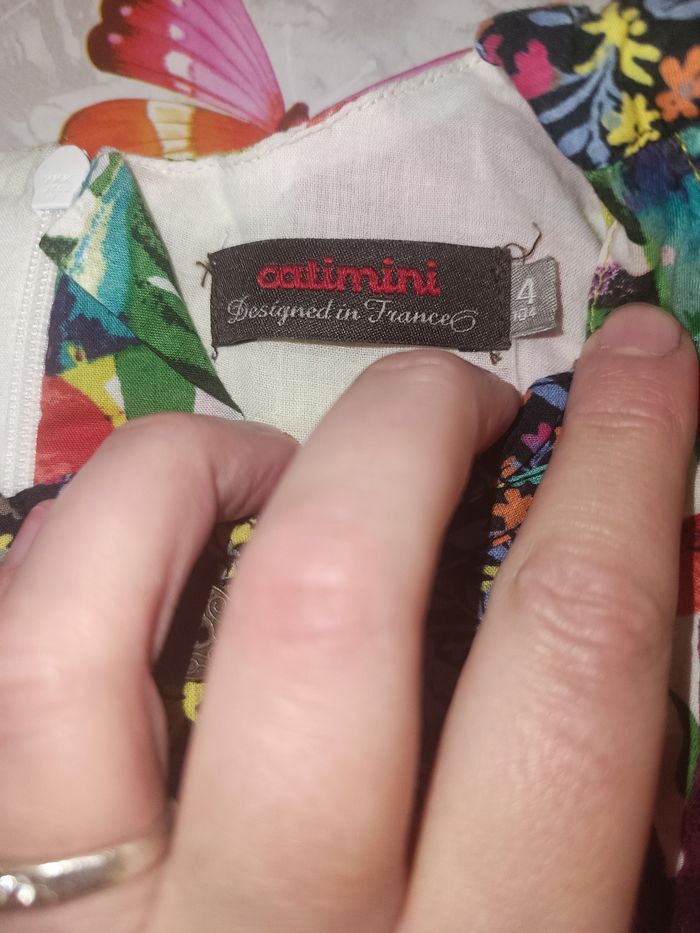 catimini
Designed in France
4
104